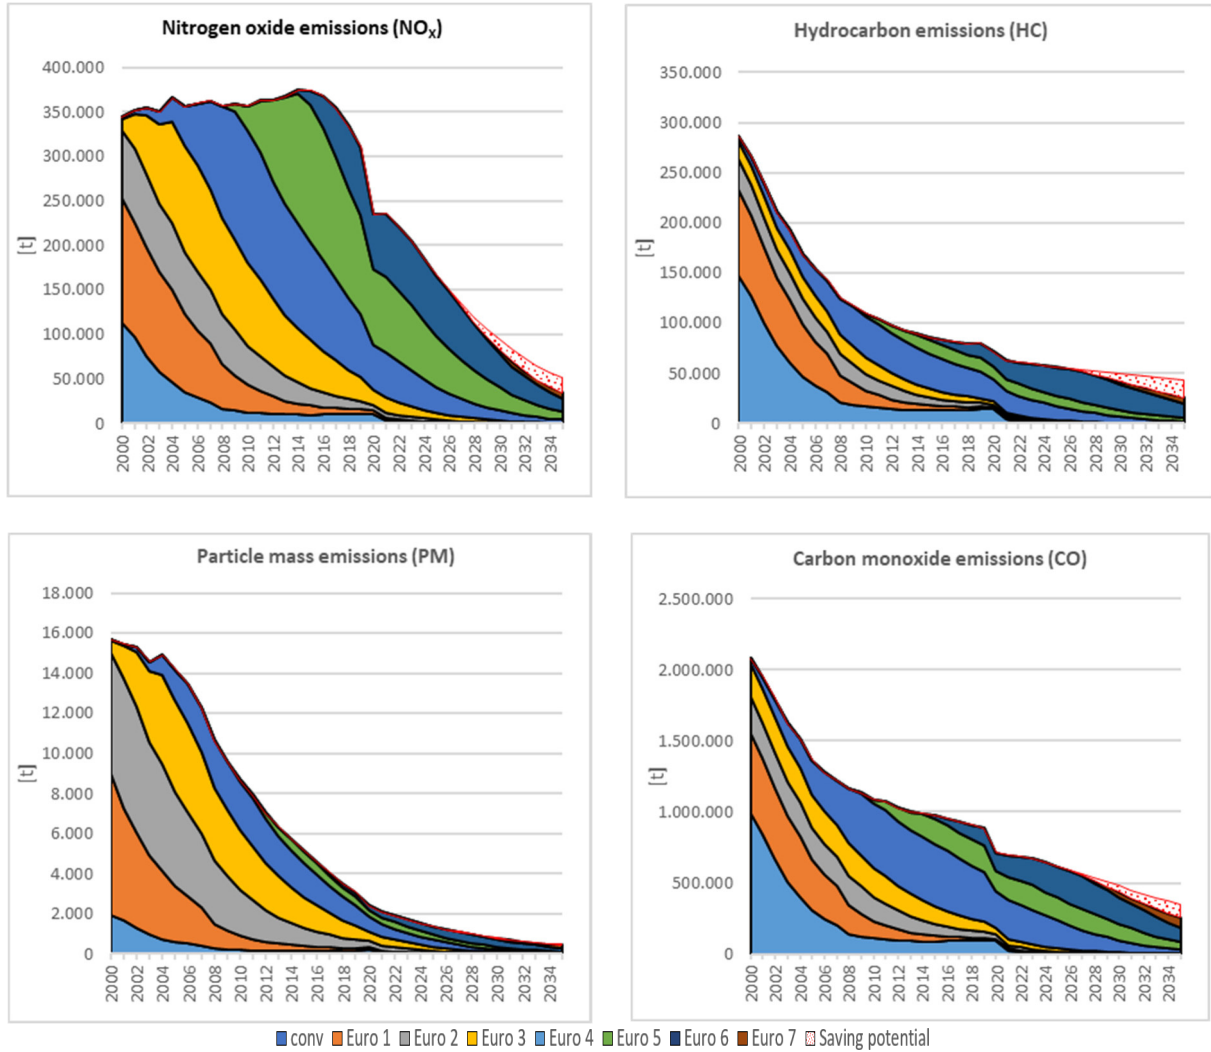 Nitrogen oxide emissions (NOx)
400.000
350.000
300.000
250.000
200.000
150.000
100.000
50.000
0
[t]
2000 2002 2004 2006 2008 2010 2012 2014 2016 2018 2020 2022 2024 2026 2028 2030 2032 2034
Hydrocarbon emissions (HC)
350.000
300.000
250.000
200.000
150.000
100.000
50.000
0
[t]
2000 2002 2004 2006 2008 2010 2012 2014 2016 2018 2020 2022 2024 2026 2028 2030 2032 2034
Particle mass emissions (PM)
18.000
16.000
14.000
12.000
10.000
8.000
6.000
4.000
2.000
0
[t]
2000 2002 2004 2006 2008 2010 2012 2014 2016 2018 2020 2022 2024 2026 2028 2030 2032 2034
Carbon monoxide emissions (CO)
2.500.000
2.000.000
1.500.000
1.000.000
500.000
0
[t]
2000 2002 2004 2006 2008 2010 2012 2014 2016 2018 2020 2022 2024 2026 2028 2030 2032 2034
conv Euro 1 Euro 2 Euro 3 Euro 4 Euro 5 Euro 6 Euro 7 Saving potential